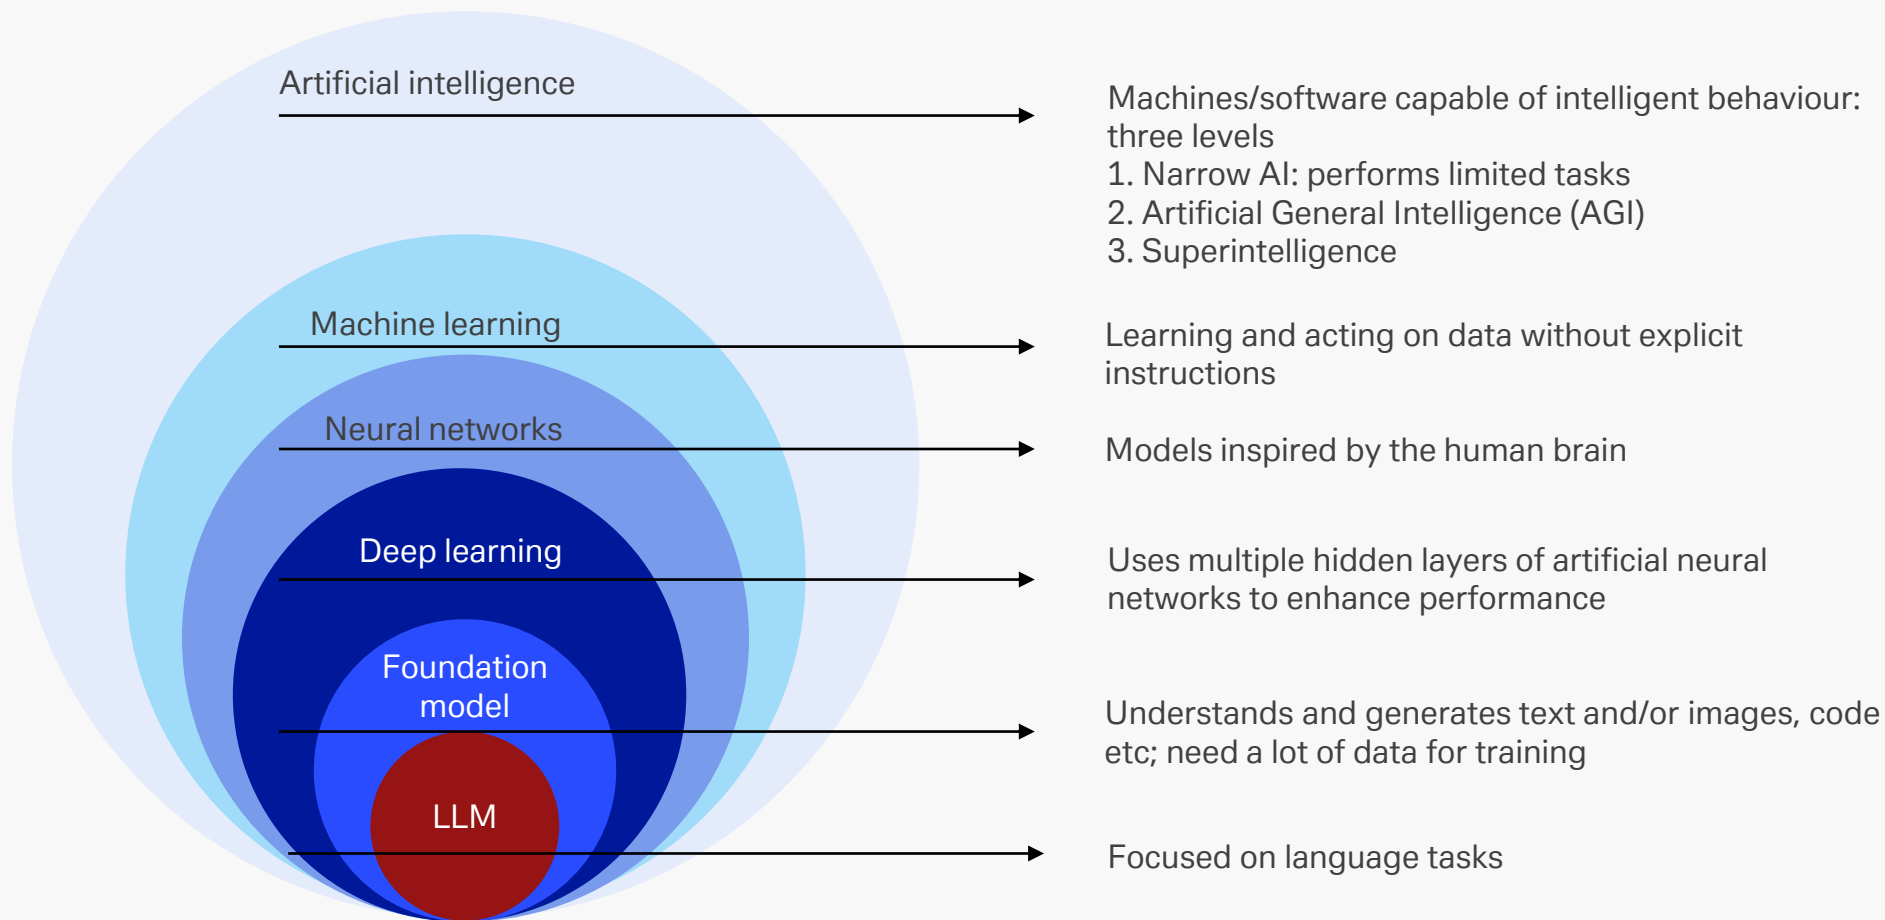 Artificial intelligence
Machines/software capable of intelligent behaviour:
three levels
1. Narrow AI: performs limited tasks
2. Artificial General Intelligence (AGI)
3. Superintelligence
Machine learning
Learning and acting on data without explicit
instructions
Neural networks
Models inspired by the human brain
Deep learning
Uses multiple hidden layers of artificial neural
networks to enhance performance
Foundation
model
Understands and generates text and/or images, code
etc; need a lot of data for training
LLM
Focused on language tasks